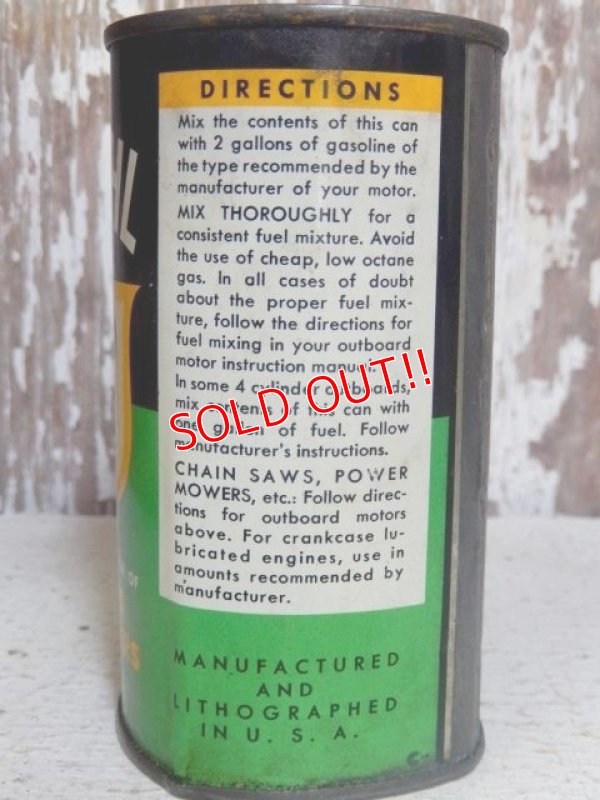 DIRECTIONS
Mix the contents of this can
with 2 gallons of gasoline of
the type recommended by the
manufacturer of your motor.
MIX THOROUGHLY for a
consistent fuel mixture. Avoid
the use of cheap, low octane
gas. In all cases of doubt
about the proper fuel mix-
ture, follow the directions for
fuel mixing in your outboard
motor instruction manual.
In some 4 cylinder outboards,
mix contents of this can with
one gallon of fuel. Follow
manufacturer's instructions.
CHAIN SAWS, POWER
MOWERS, etc.: Follow direc-
tions for outboard motors
above. For crankcase lu-
bricated engines, use in
amounts recommended by
manufacturer.
MANUFACTURED
AND
LITHOGRAPHED
IN U. S. A.
SOLD OUT!!
HL
OF